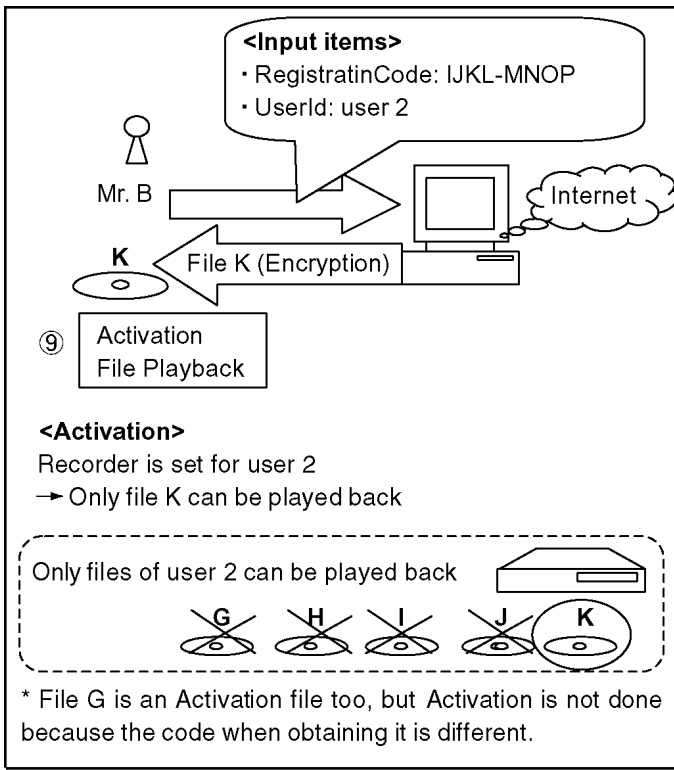 <Input items>
・RegistratinCode: IJKL-MNOP
・UserId: user 2
Mr. B
Internet
K
File K (Encryption)
⑨
Activation
File Playback
<Activation>
Recorder is set for user 2
→ Only file K can be played back
Only files of user 2 can be played back
G H I J K
* File G is an Activation file too, but Activation is not done
because the code when obtaining it is different.